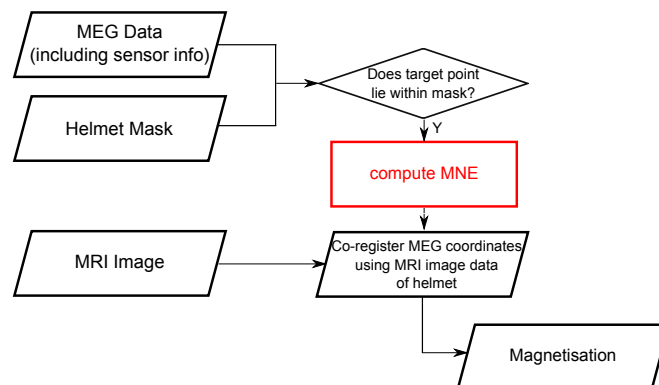 MEG Data
(including sensor info)
Does target point
lie within mask?
Helmet Mask
Y
compute MNE
Co-register MEG coordinates
using MRI image data
of helmet
MRI Image
Magnetisation